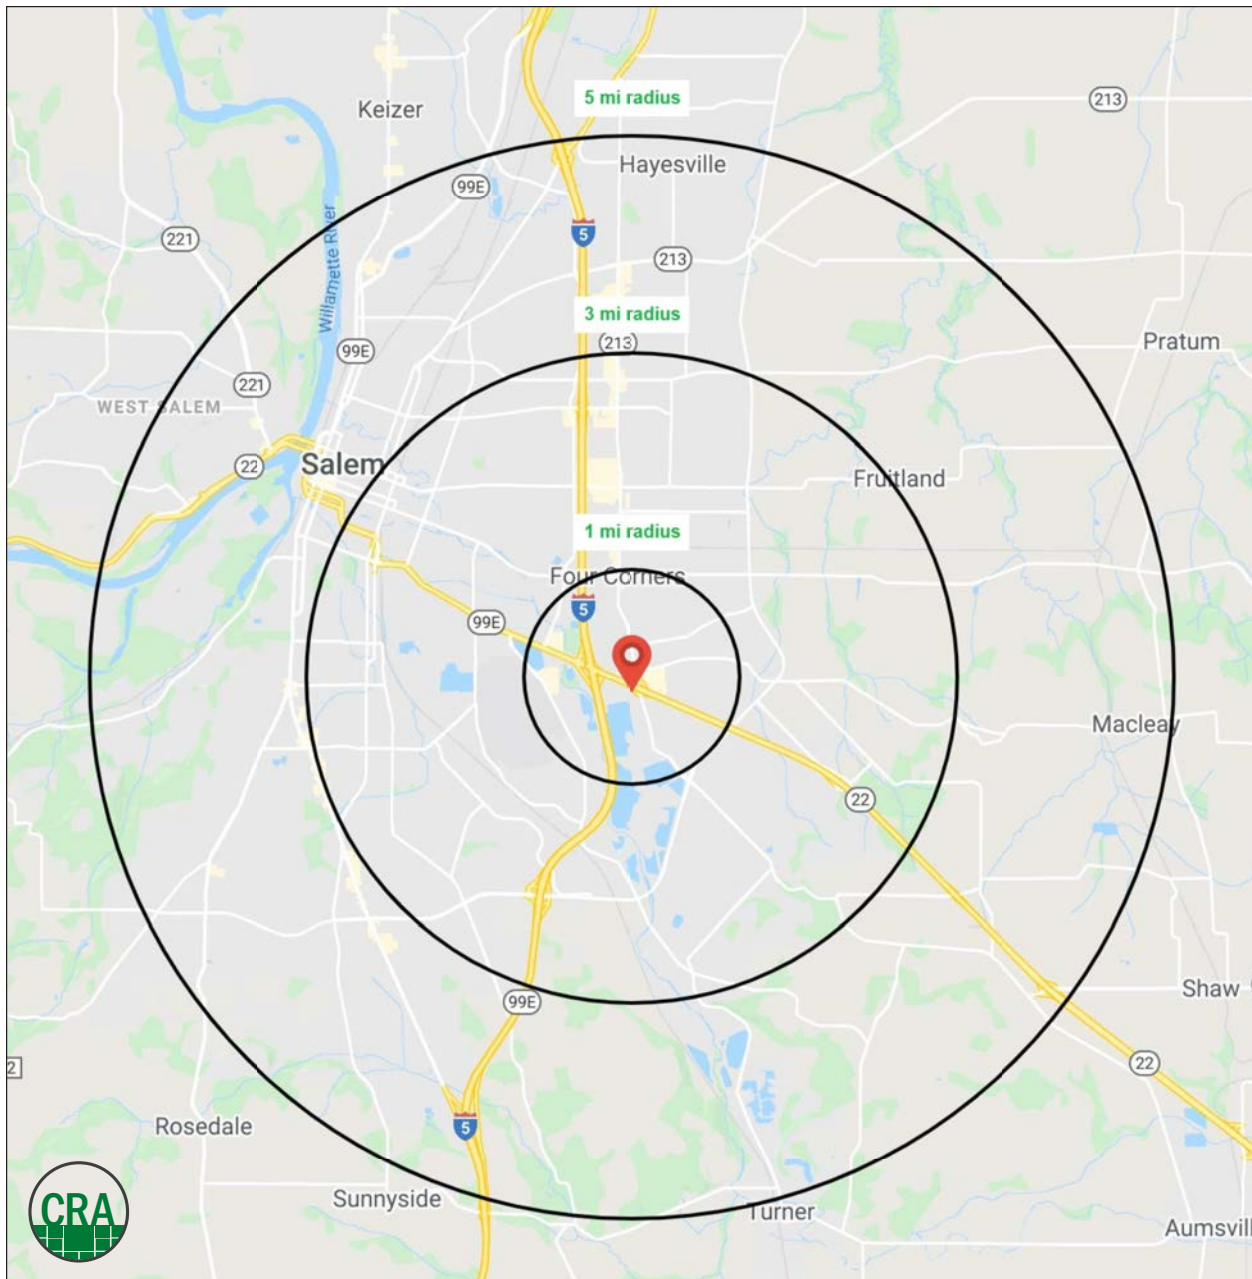 5 mi radius
Keizer
213
Hayesville
99E
221
5
213
Willamette River
3 mi radius
213
Pratum
99E
221
WEST SALEM
22
Salem
Fruitland
1 mi radius
Four Corners
5
99E
Macleay
22
Shaw
99E
22
2
Rosedale
5
Sunnyside
Turner
Aumsvill
CRA